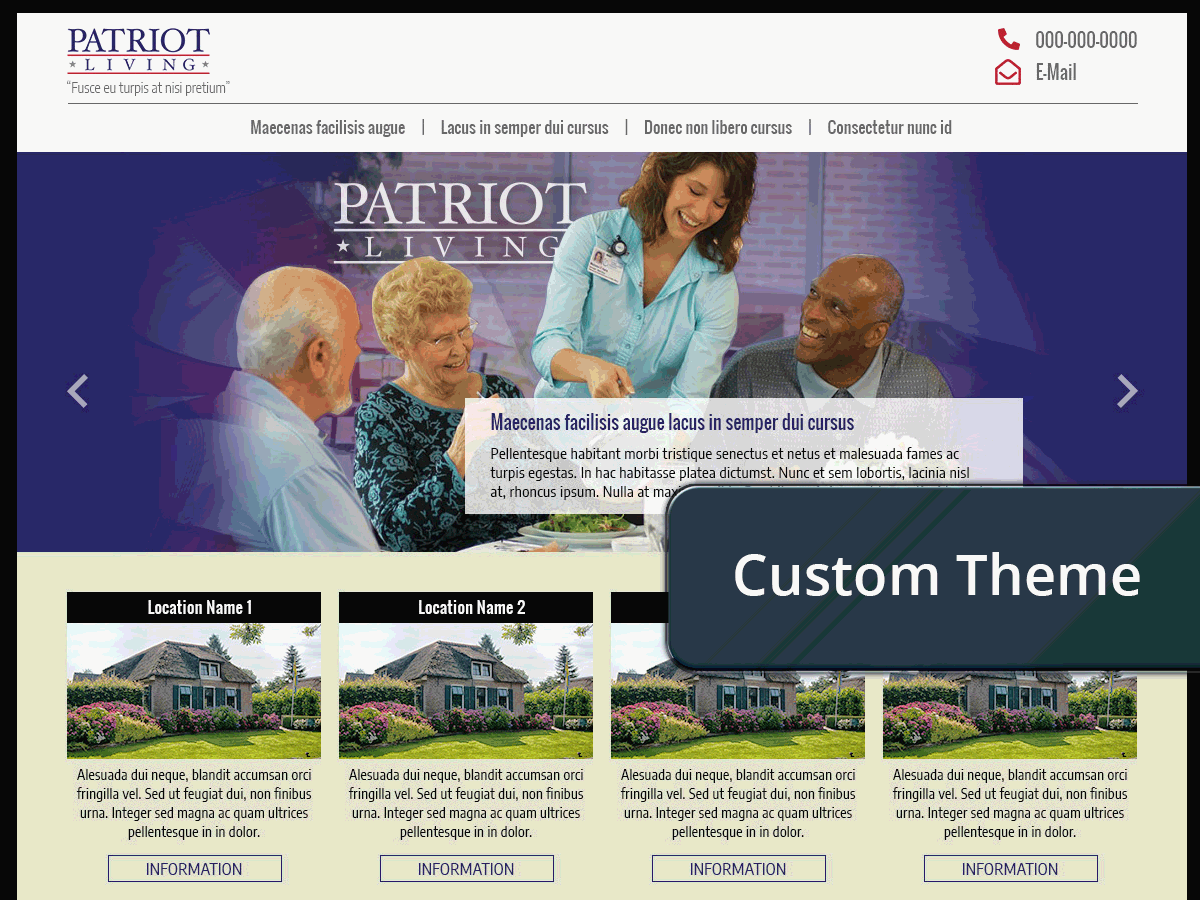 PATRIOT
LIVING
“Fusce eu turpis at nisi pretium”
000-000-0000
E-Mail
Maecenas facilisis augue | Lacus in semper dui cursus | Donec non libero cursus | Consectetur nunc id
PATRIOT
LIVING
Maecenas facilisis augue lacus in semper dui cursus
Pellentesque habitant morbi tristique senectus et netus et malesuada fames ac
turpis egestas. In hac habitasse platea dictumst. Nunc et sem lobortis, lacinia nisl
at, rhoncus ipsum. Nulla at
Custom Theme
Location Name 1
Alesuada dui neque, blandit accumsan orci
fringilla vel. Sed ut feugiat dui, non finibus
urna. Integer sed magna ac quam ultrices
pellentesque in in dolor.
INFORMATION
Location Name 2
Alesuada dui neque, blandit accumsan orci
fringilla vel. Sed ut feugiat dui, non finibus
urna. Integer sed magna ac quam ultrices
pellentesque in in dolor.
INFORMATION
Alesuada dui neque, blandit accumsan orci
fringilla vel. Sed ut feugiat dui, non finibus
urna. Integer sed magna ac quam ultrices
pellentesque in in dolor.
INFORMATION
Alesuada dui neque, blandit accumsan orci
fringilla vel. Sed ut feugiat dui, non finibus
urna. Integer sed magna ac quam ultrices
pellentesque in in dolor.
INFORMATION